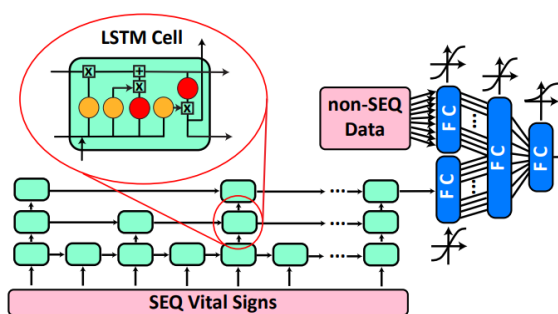 LSTM Cell
X
+
X
X
non-SEQ
Data
FC
FC
FC
FC
SEQ Vital Signs